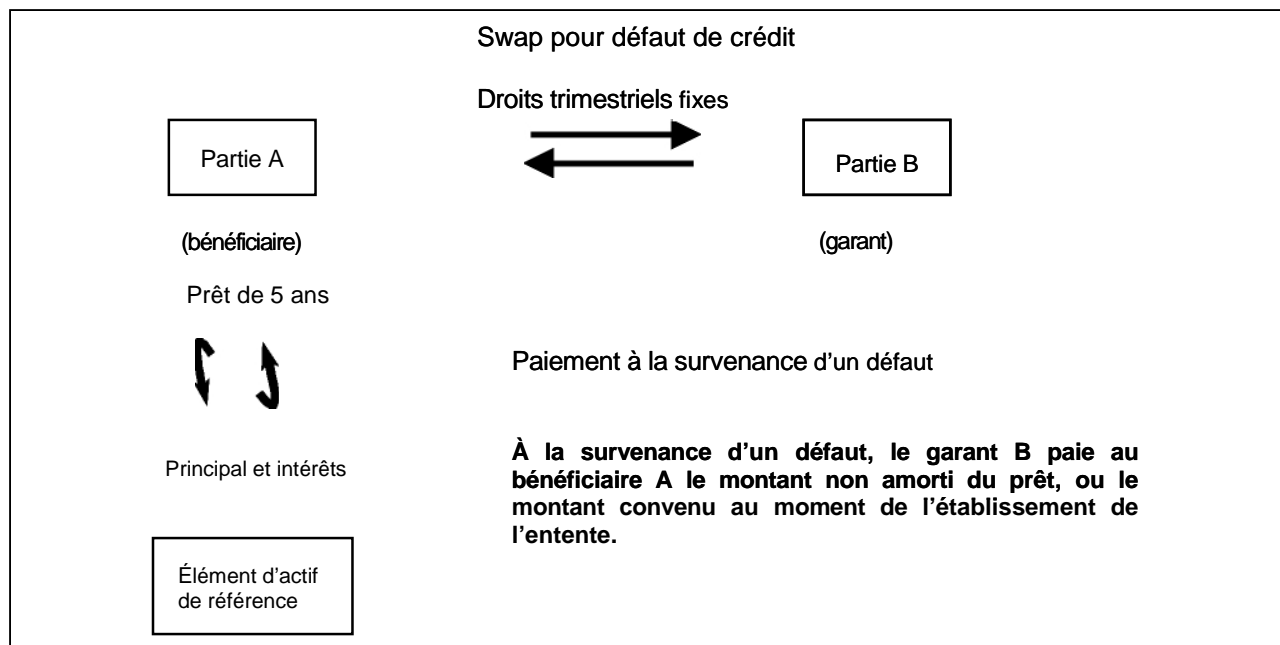 Swap pour défaut de crédit
Droits trimestriels fixes
Partie A
Partie B
(bénéficiaire)
(garant)
Prêt de 5 ans
Paiement à la survenance d'un défaut
À la survenance d'un défaut, le garant B paie au
bénéficiaire A le montant non amorti du prêt, ou le
montant convenu au moment de l'établissement de
l'entente.
Principal et intérêts
Élément d'actif
de référence